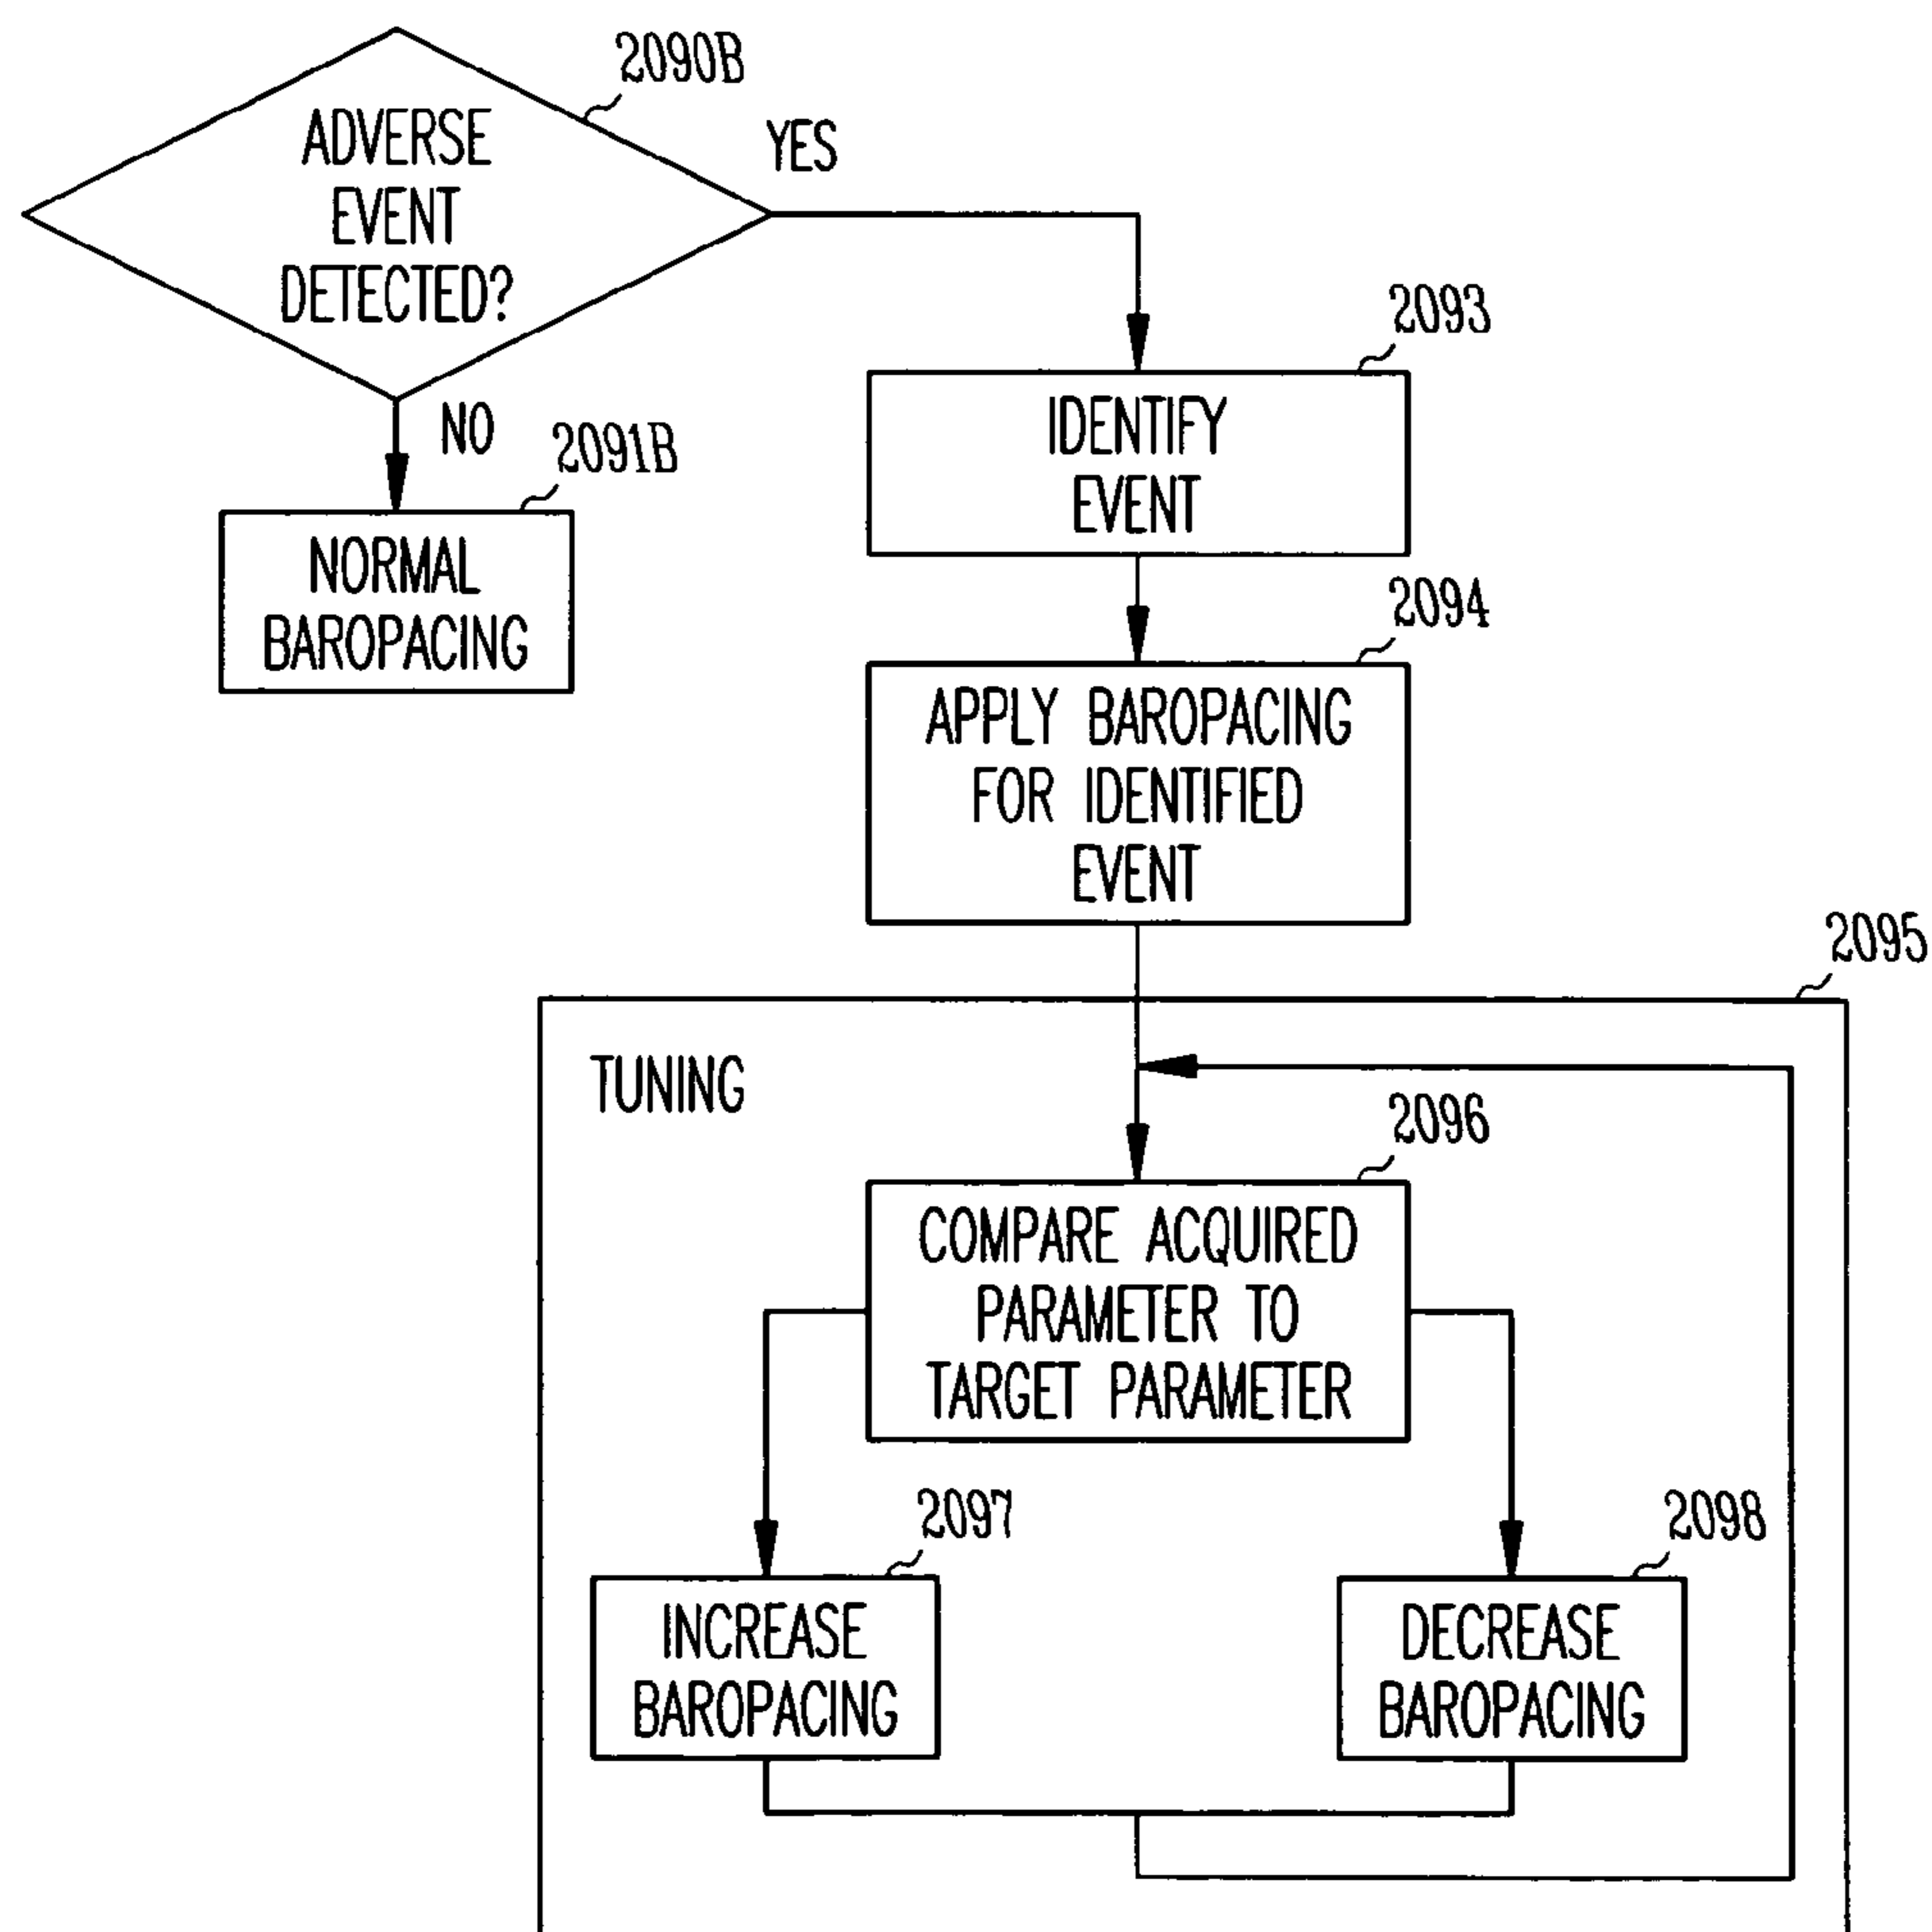 2090B
ADVERSE
EVENT
DETECTED?
YES
NO
2091B
NORMAL
BAROPACING
2093
IDENTIFY
EVENT
2094
APPLY BAROPACING
FOR IDENTIFIED
EVENT
2095
TUNING
2096
COMPARE ACQUIRED
PARAMETER TO
TARGET PARAMETER
2097
INCREASE
BAROPACING
2098
DECREASE
BAROPACING